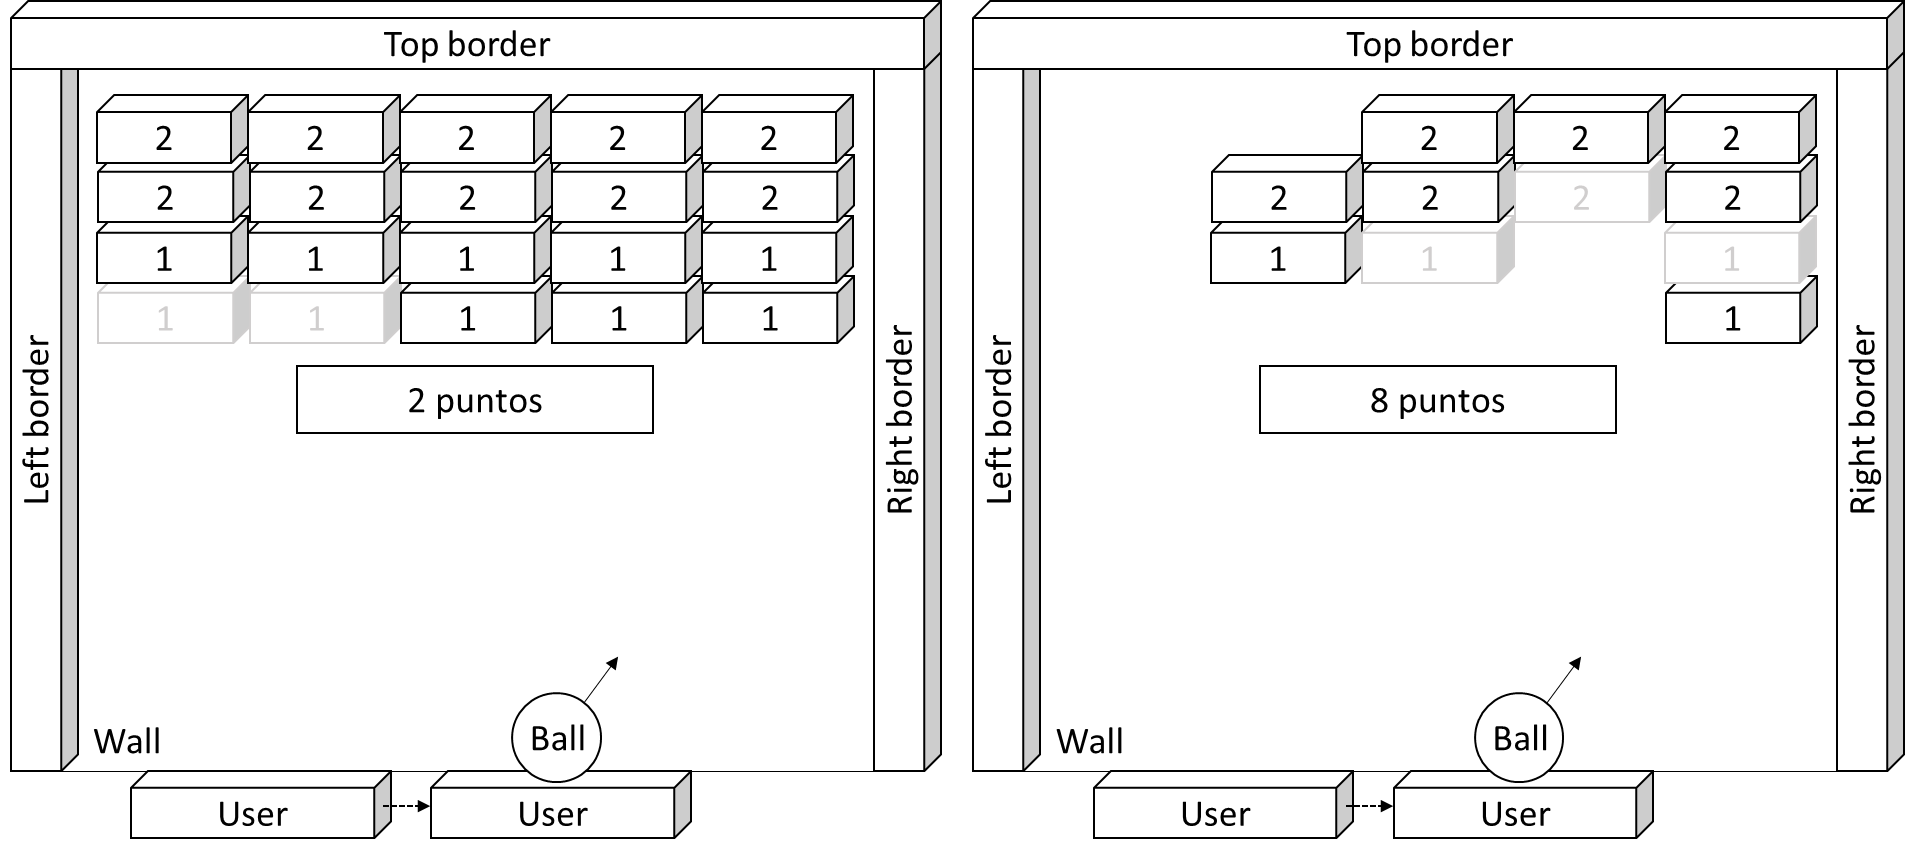 Top border
2 2 2 2 2
2 2 2 2 2
1 1 1 1 1
1 1 1 1 1
2 puntos
Left border
Right border
Wall
Ball
User
User
Top border
2 2 2
2 2 2 2
1 1 1
1
8 puntos
Left border
Right border
Wall
Ball
User
User